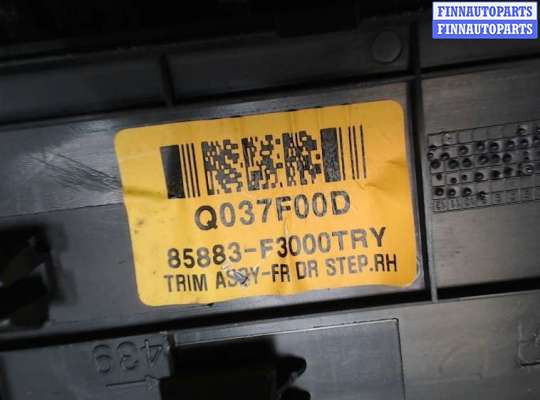 FINNAUTOPARTS
FINNAUTOPARTS
Q037F00D
85883-F3000TRY
TRIM ASSY-FR DR STEP.RH
439